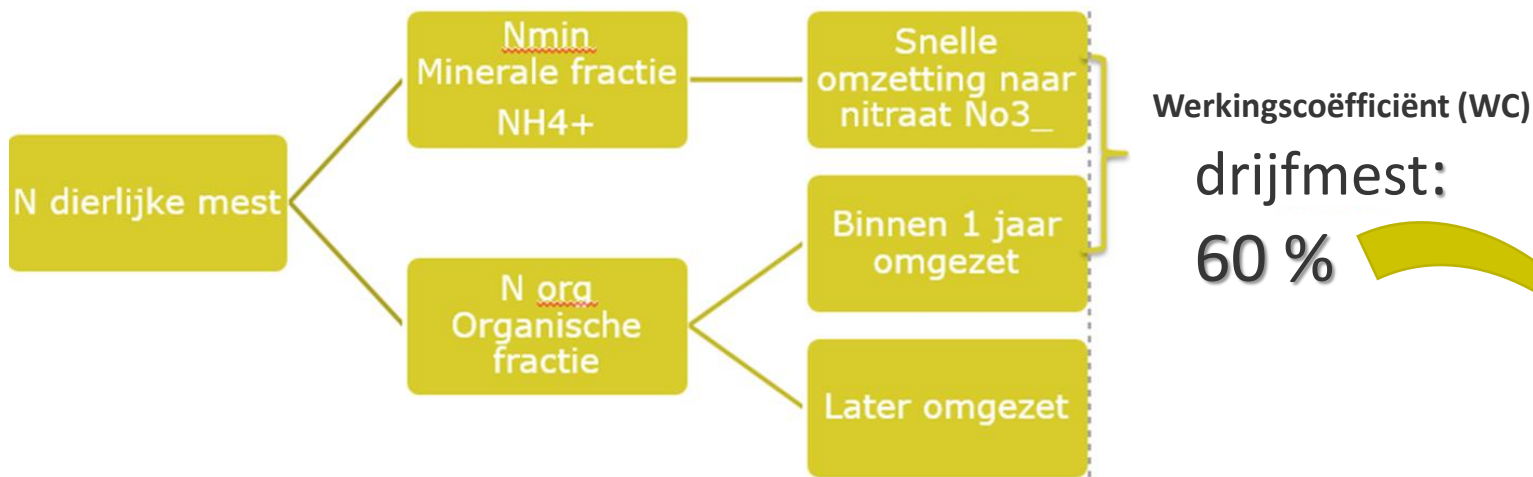 N dierlijke mest
Nmin
Minerale fractie
NH4+
N org
Organische
fractie
Snelle
omzetting naar
nitraat No3_
Binnen 1 jaar
omgezet
Later omgezet
Werkingscoëfficiënt (WC)
drijfmest:
60 %